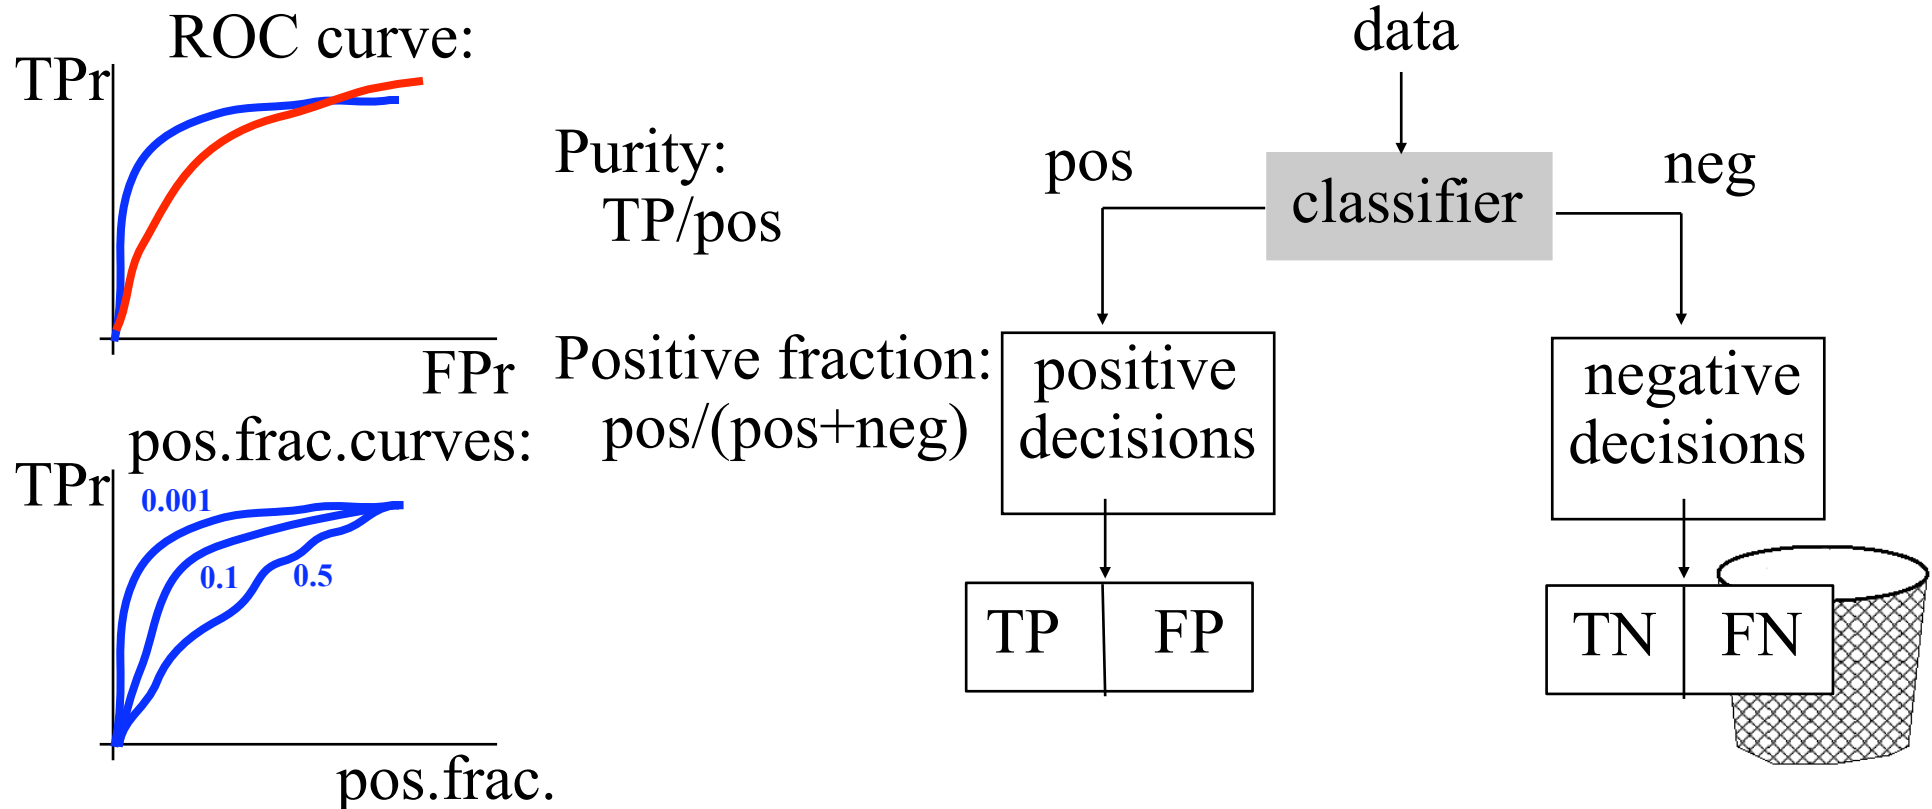 ROC curve:
TPr
FPr
pos.frac.curves:
TPr
0.001
0.1
0.5
pos.frac.
Purity:
TP/pos
Positive fraction:
pos/(pos+neg)
data
pos
classifier
neg
positive
decisions
negative
decisions
TP
FP
TN
FN